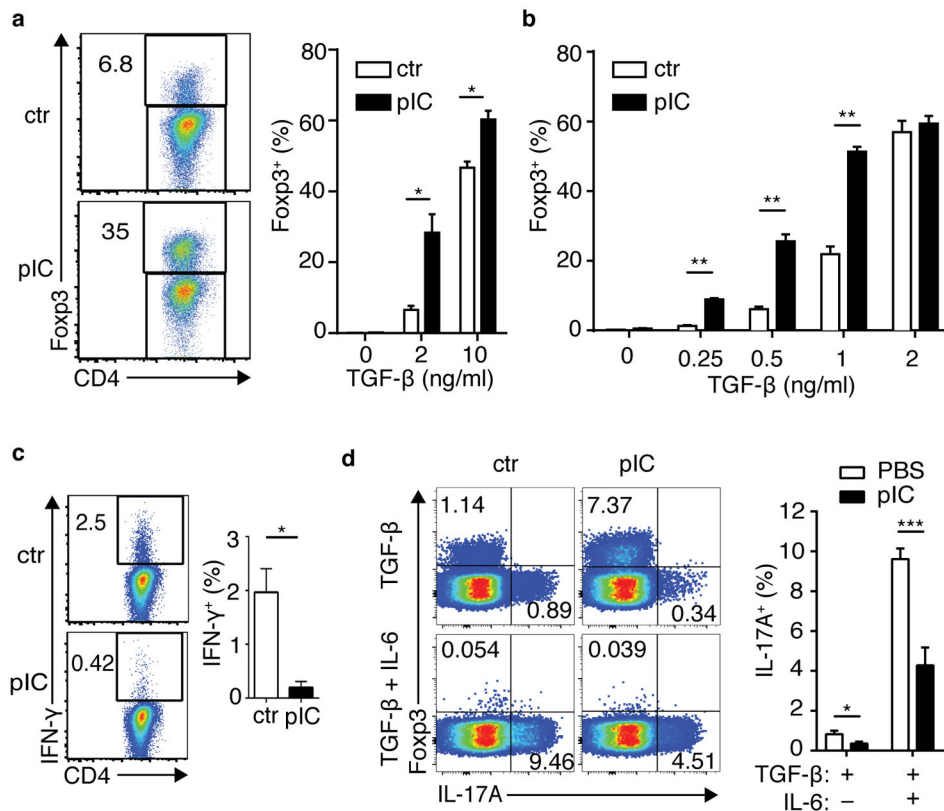 a
ctr
6.8
pIC
35
Foxp3
CD4
Foxp3⁺ (%)
80
60
40
20
0
ctr
pIC
*
*
0 2 10
TGF-β (ng/ml)
b
Foxp3⁺ (%)
80
60
40
20
0
ctr
pIC
**
**
**
0 0.25 0.5 1 2
TGF-β (ng/ml)
c
ctr
2.5
pIC
0.42
IFN-γ
CD4
IFN-γ⁺ (%)
3
2
1
0
*
ctr pIC
d
ctr pIC
TGF-β
1.14 7.37
0.89 0.34
TGF-β + IL-6
0.054 0.039
9.46 4.51
Foxp3
IL-17A
PBS
pIC
IL-17A⁺ (%)
12
10
8
6
4
2
0
*
***
TGF-β: + +
IL-6: – +